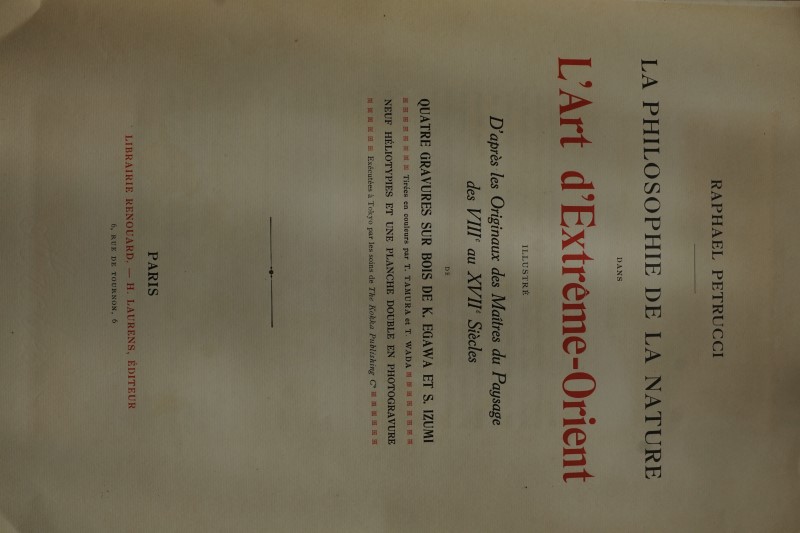 RAPHAEL PETRUCCI
LA PHILOSOPHIE DE LA NATURE
DANS
L'Art d'Extrême-Orient
ILLUSTRÉ
D'après les Originaux des Maîtres du Paysage
des VIIIᵉ au XVIIᵉ Siècles
DE
QUATRE GRAVURES SUR BOIS DE K. EGAWA ET S. IZUMI
Tirées en couleurs par T. TAMURA et T. WADA
NEUF HÉLIOTYPIES ET UNE PLANCHE DOUBLE EN PHOTOGRAVURE
Exécutées à Tokyo par les soins de The Kokka Publishing Cº
PARIS
LIBRAIRIE RENOUARD. — H. LAURENS, ÉDITEUR
6, RUE DE TOURNON, 6